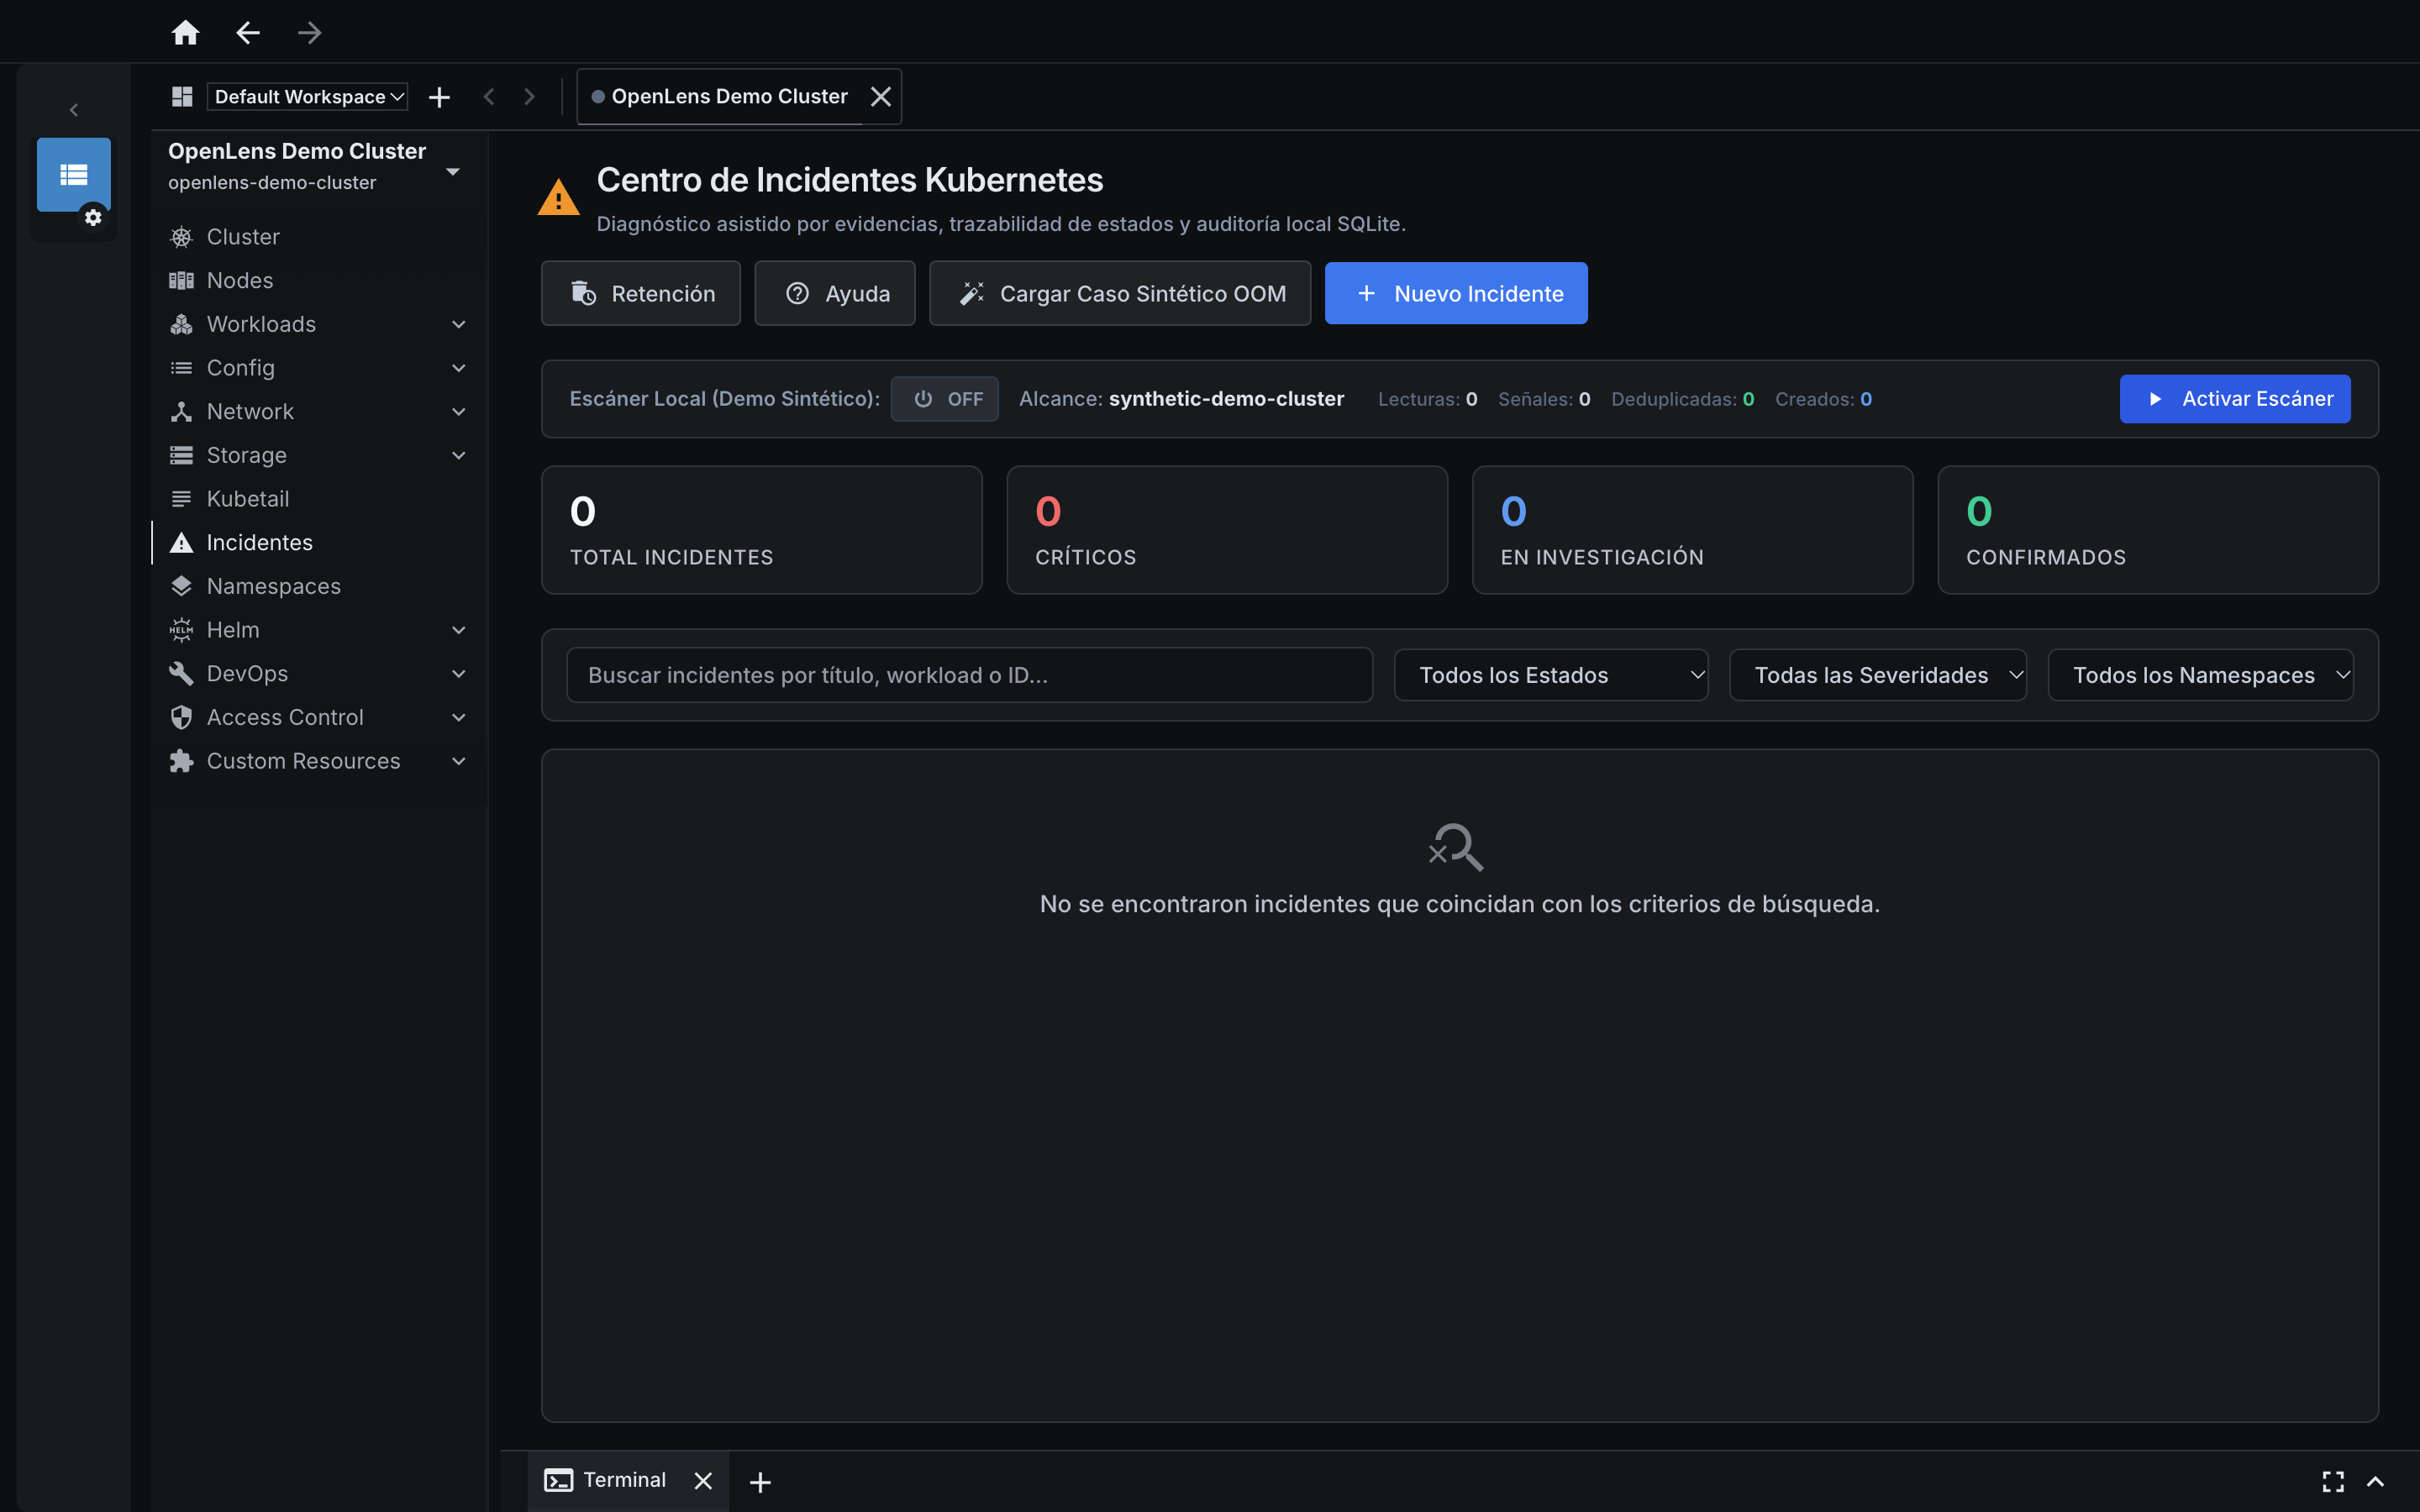 Default Workspace
OpenLens Demo Cluster
OpenLens Demo Cluster
openlens-demo-cluster
Cluster
Nodes
Workloads
Config
Network
Storage
Kubetail
Incidentes
Namespaces
HELM
Helm
DevOps
Access Control
Custom Resources
Centro de Incidentes Kubernetes
Diagnóstico asistido por evidencias, trazabilidad de estados y auditoría local SQLite.
Retención
Ayuda
Cargar Caso Sintético OOM
Nuevo Incidente
Escáner Local (Demo Sintético): OFF Alcance: synthetic-demo-cluster Lecturas: 0 Señales: 0 Deduplicadas: 0 Creados: 0
Activar Escáner
0
TOTAL INCIDENTES
0
CRÍTICOS
0
EN INVESTIGACIÓN
0
CONFIRMADOS
Buscar incidentes por título, workload o ID...
Todos los Estados
Todas las Severidades
Todos los Namespaces
No se encontraron incidentes que coincidan con los criterios de búsqueda.
Terminal